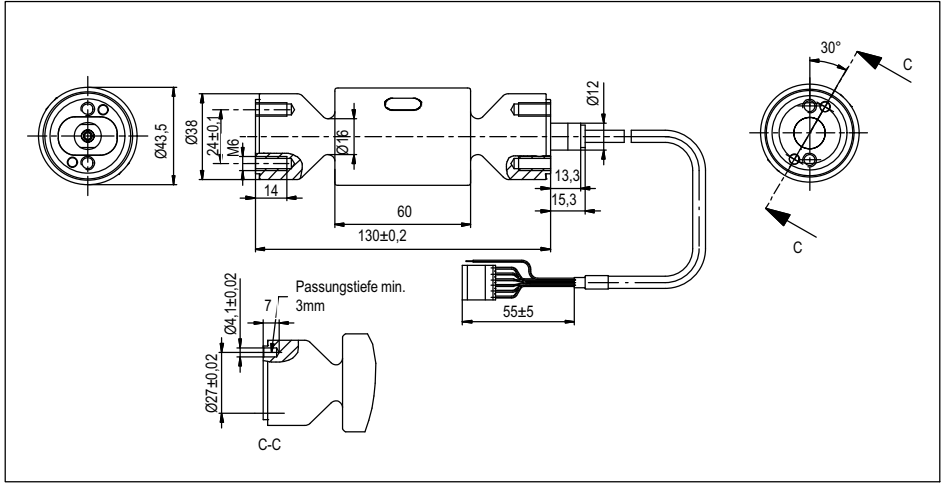 Ø43,5
Ø38
24±0,1
M6
14
Ø16
60
130±0,2
Ø12
13,3
15,3
55±5
30°
C
C
Ø4,1±0,02
7
Passungstiefe min.
3mm
Ø27±0,02
C-C